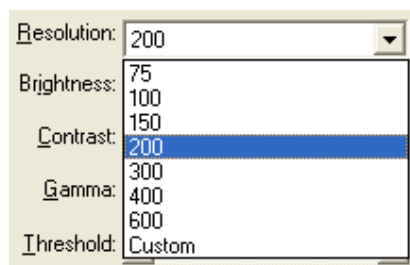 Resolution: 200
75
Brightness:
100
150
Contrast:
200
300
Gamma:
400
600
Threshold: Custom